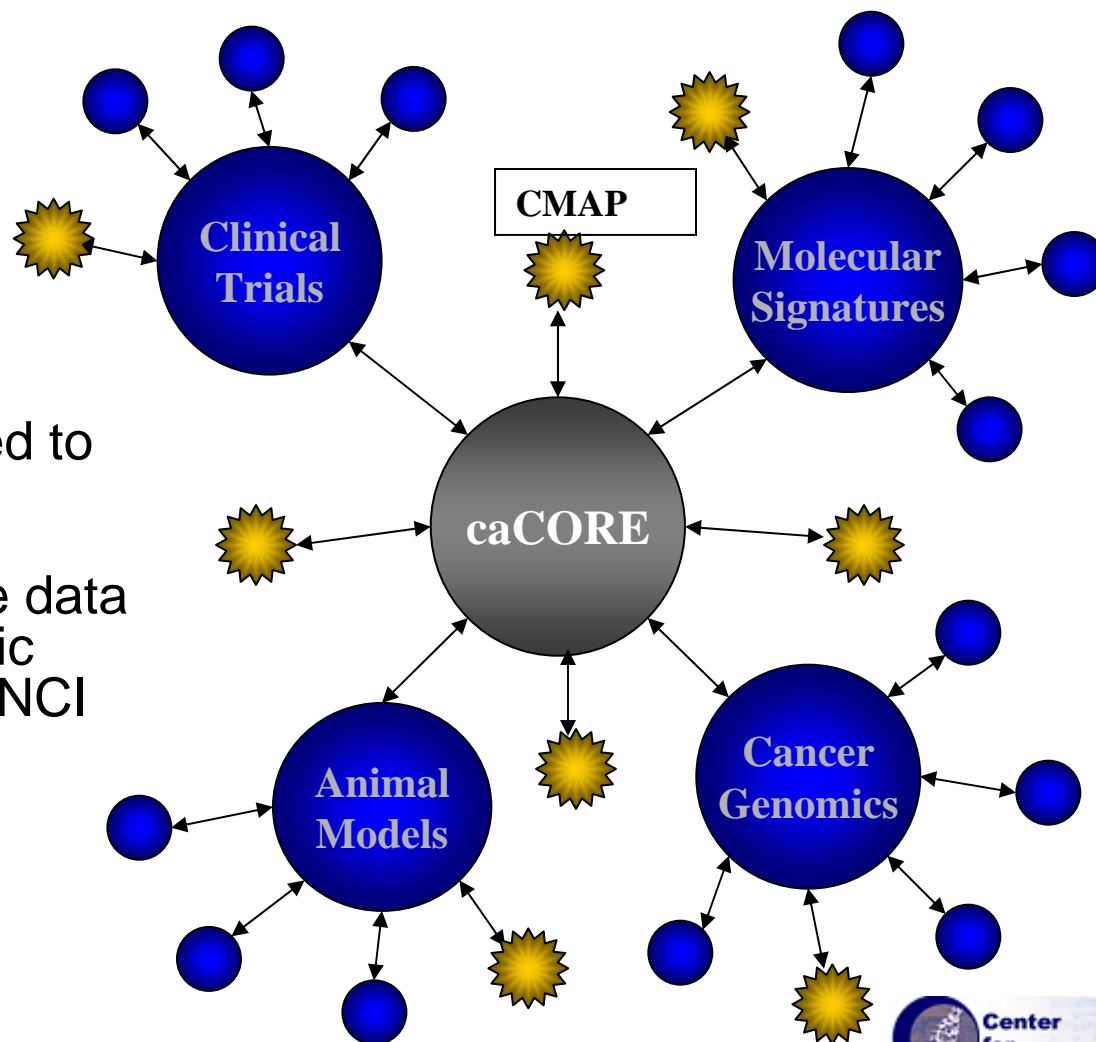 Clinical
Trials
CMAP
Molecular
Signatures
ed to
caCORE
e data
ic
NCI
Animal
Models
Cancer
Genomics
Center